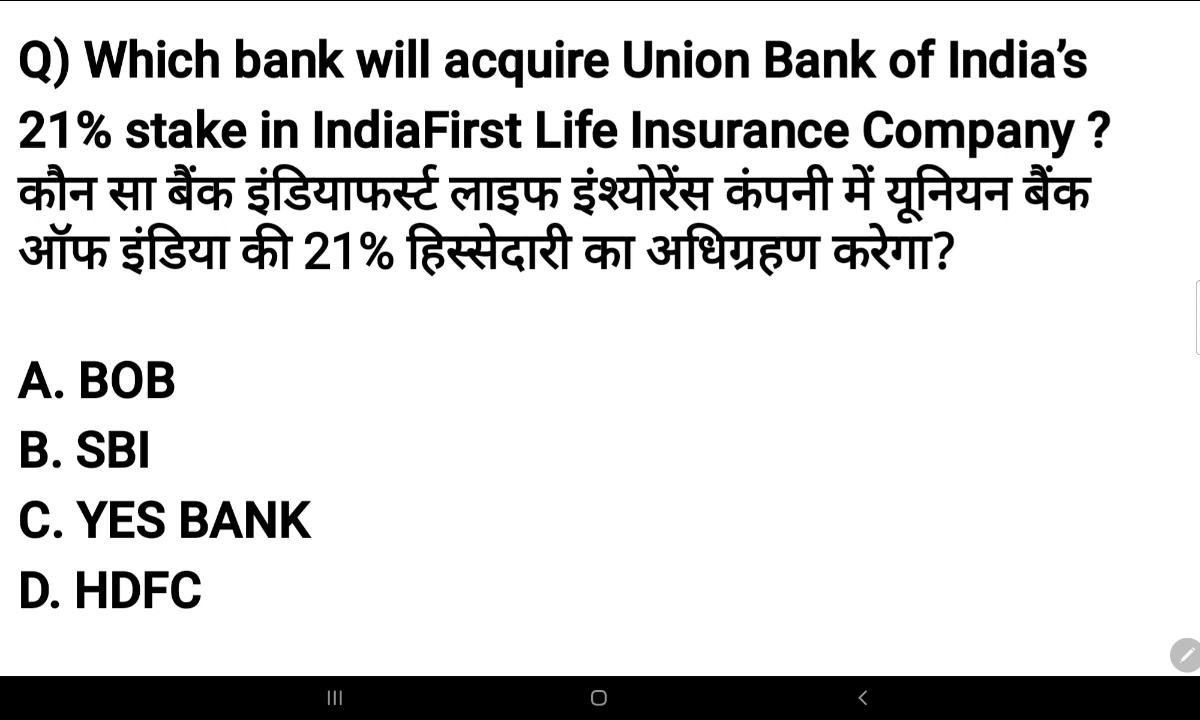 Q) Which bank will acquire Union Bank of India’s
21% stake in IndiaFirst Life Insurance Company ?
कौन सा बैंक इंडियाफर्स्ट लाइफ इंश्योरेंस कंपनी में यूनियन बैंक
ऑफ इंडिया की 21% हिस्सेदारी का अधिग्रहण करेगा?
A. BOB
B. SBI
C. YES BANK
D. HDFC